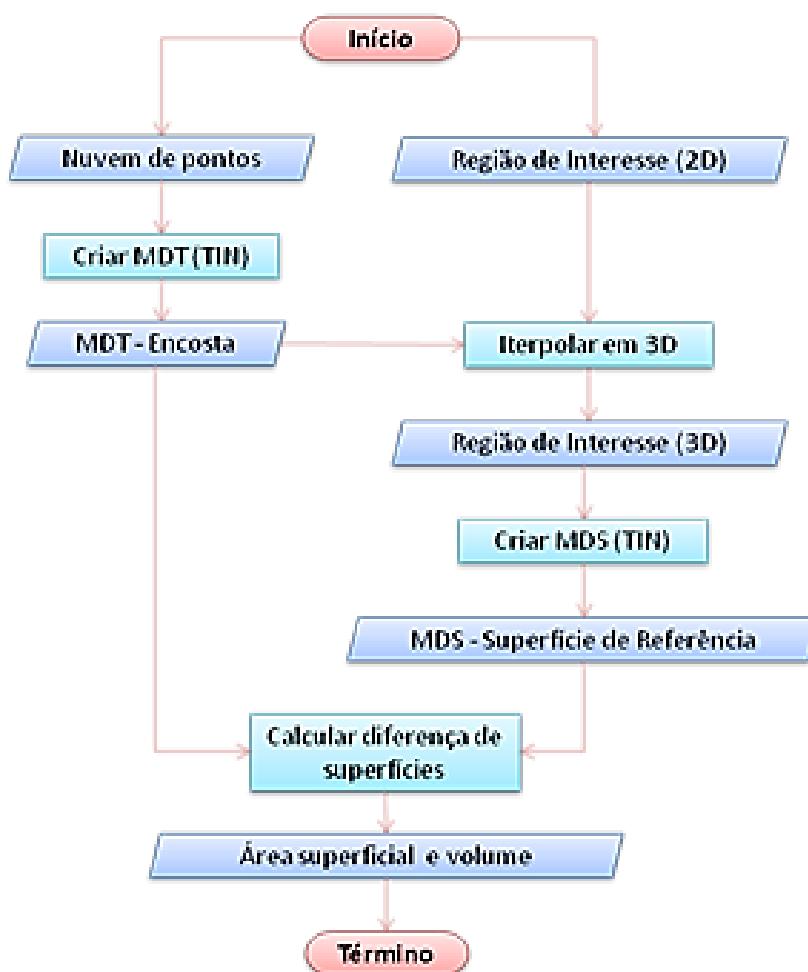 Início
Nuvem de pontos
Região de Interesse (2D)
Criar MDT (TIN)
MDT - Encosta
Iterpolar em 3D
Região de Interesse (3D)
Criar MDS (TIN)
MDS - Superfície de Referência
Calcular diferença de
superfícies
Área superficial e volume
Término